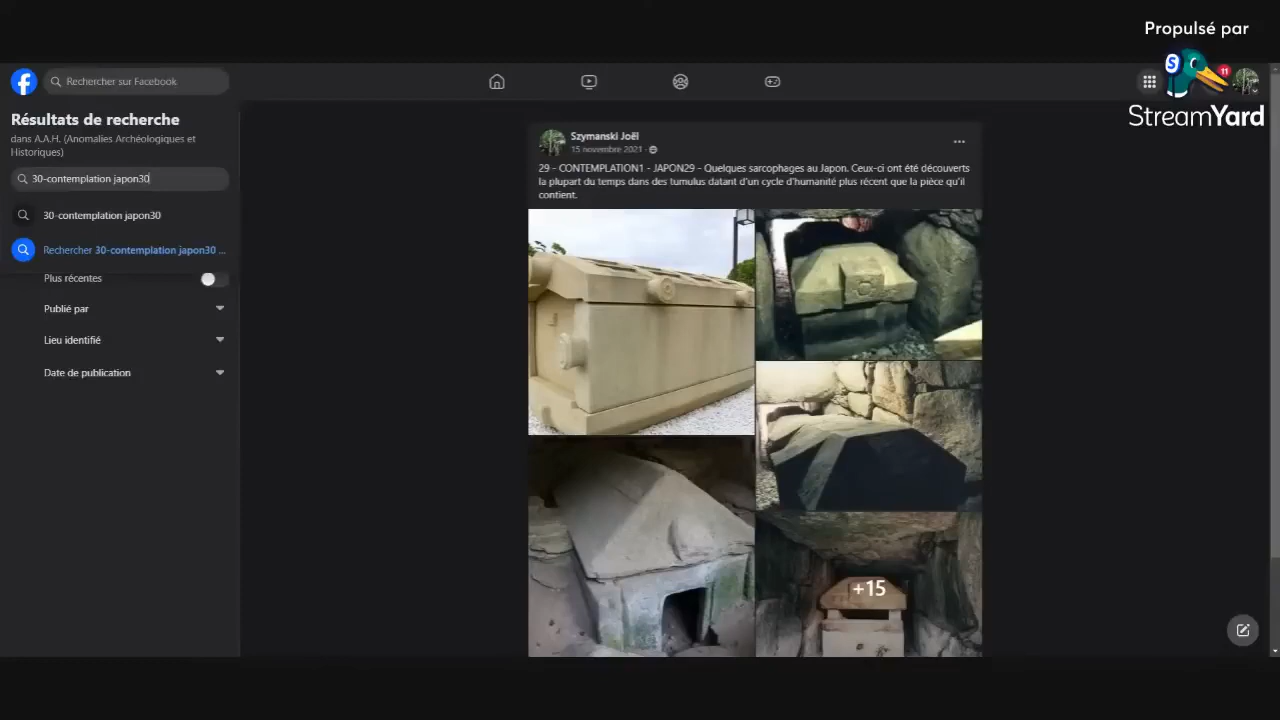 Propulsé par
StreamYard
Rechercher sur Facebook
11
Résultats de recherche
dans A.A.H. (Anomalies Archéologiques et
Historiques)
30-contemplation japon30
30-contemplation japon30
Rechercher 30-contemplation japon30 ...
Plus récentes
Publié par
Lieu identifié
Date de publication
Szymanski Joël
15 novembre 2021 ·
29 - CONTEMPLATION1 - JAPON29 - Quelques sarcophages au Japon. Ceux-ci ont été découverts
la plupart du temps dans des tumulus datant d'un cycle d'humanité plus récent que la pièce qu'il
contient.
+15